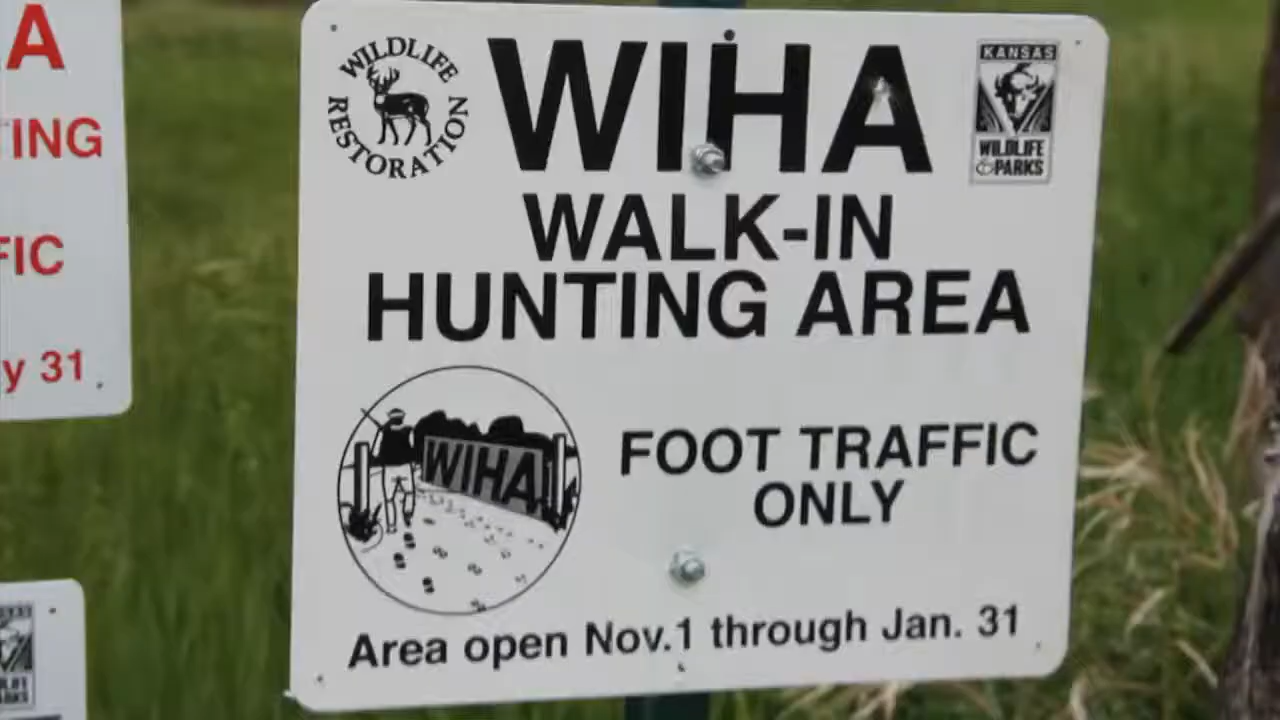 A
TING
FIC
y 31
WILDLIFE
RESTORATION
WIHA
KANSAS
WILDLIFE
& PARKS
WALK-IN
HUNTING AREA
WIHA
FOOT TRAFFIC
ONLY
Area open Nov.1 through Jan. 31